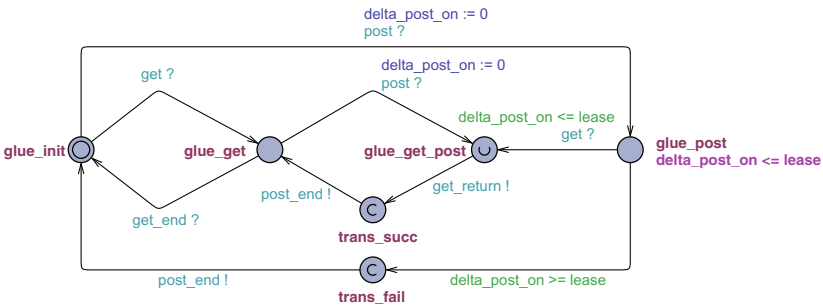 delta_post_on := 0
post ?
delta_post_on := 0
get ?
post ?
delta_post_on <= lease
get ?
glue_init
glue_get
glue_get_post
glue_post
delta_post_on <= lease
get_return !
post_end !
get_end ?
C
trans_succ
C
post_end !
delta_post_on >= lease
trans_fail